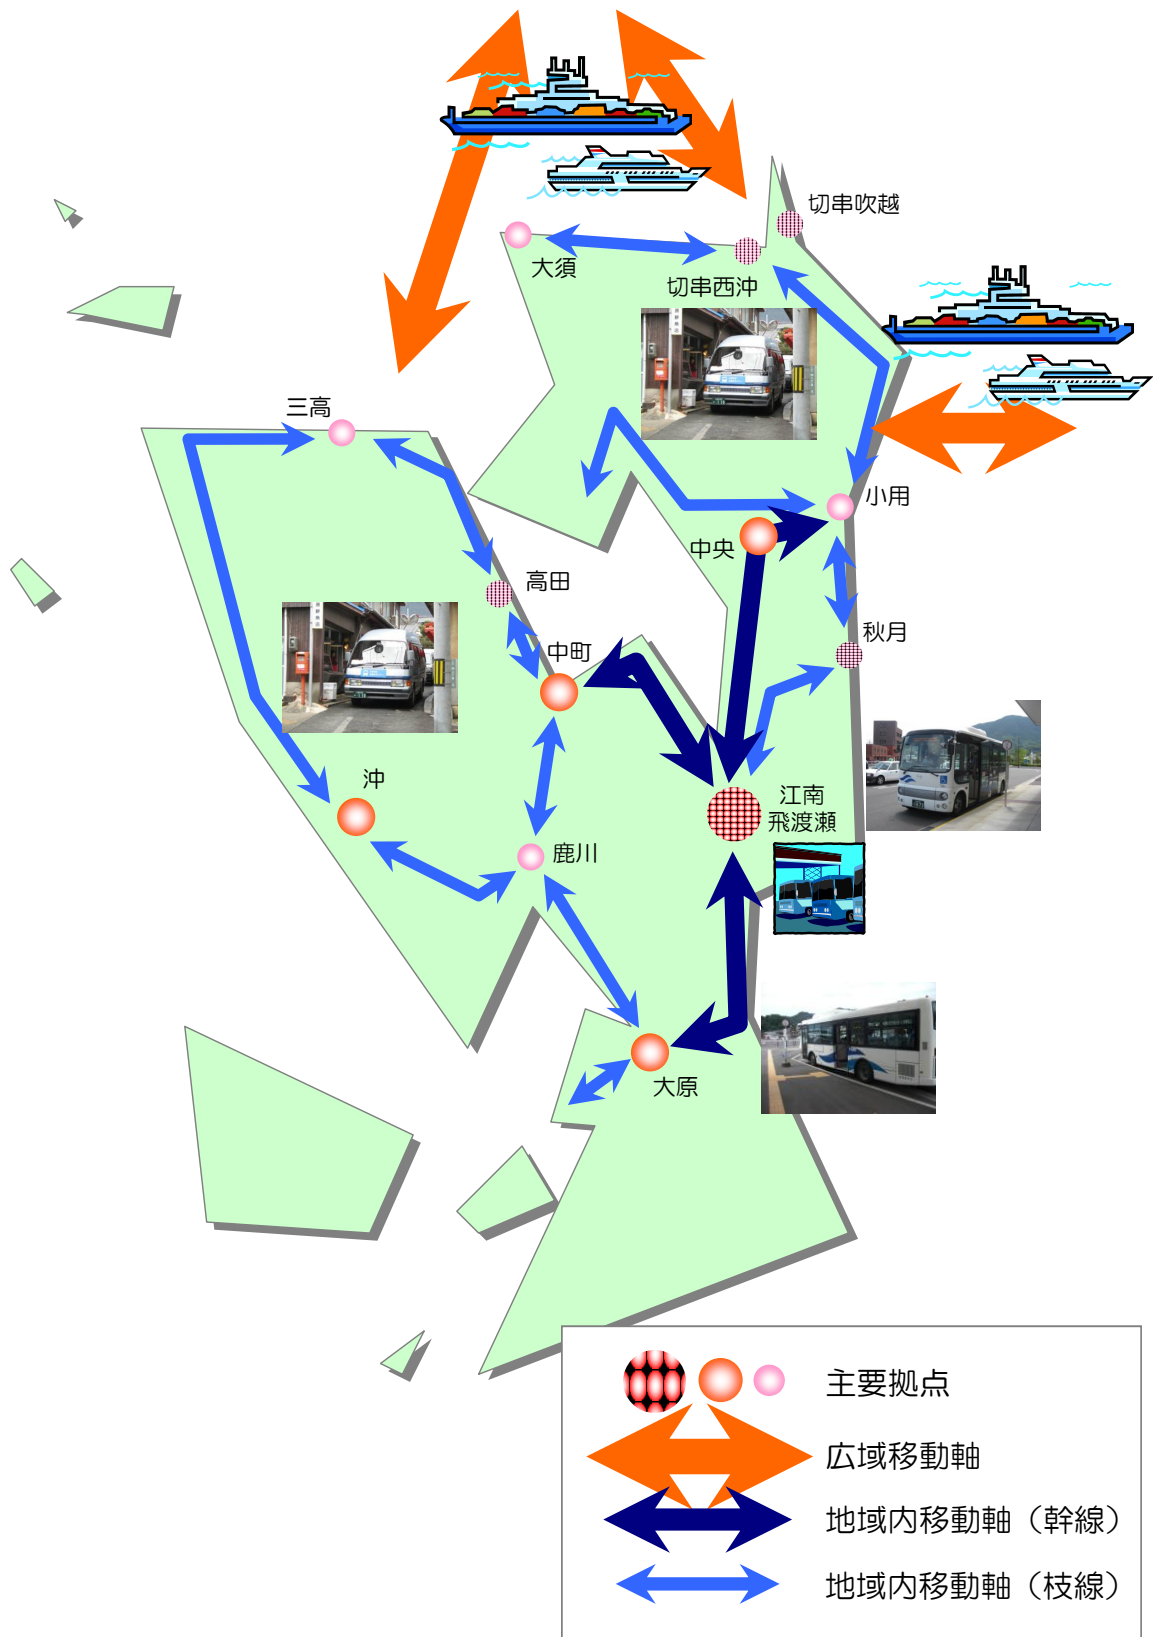 切串吹越
大須
切串西沖
三高
小用
中央
高田
秋月
中町
沖
江南
飛渡瀬
鹿川
大原
主要拠点
広域移動軸
地域内移動軸（幹線）
地域内移動軸（枝線）